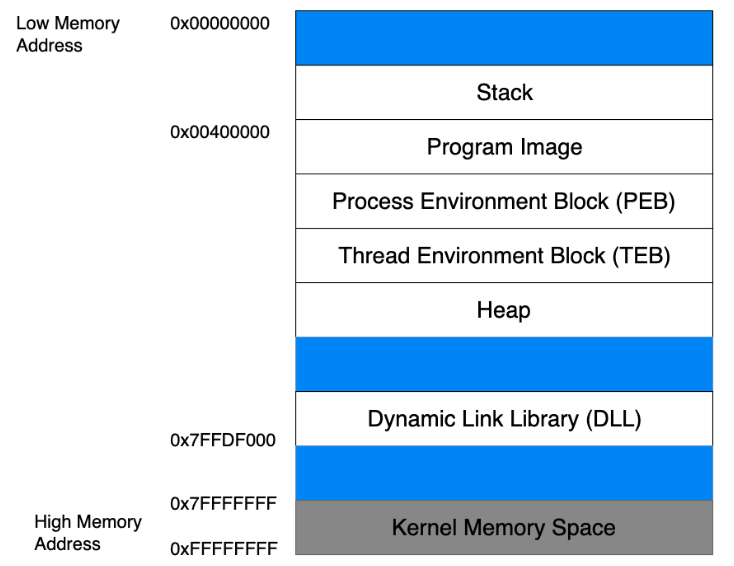 Low Memory
Address
0x00000000
Stack
0x00400000
Program Image
Process Environment Block (PEB)
Thread Environment Block (TEB)
Heap
Dynamic Link Library (DLL)
0x7FFDF000
0x7FFFFFFF
High Memory
Address
Kernel Memory Space
0xFFFFFFFF